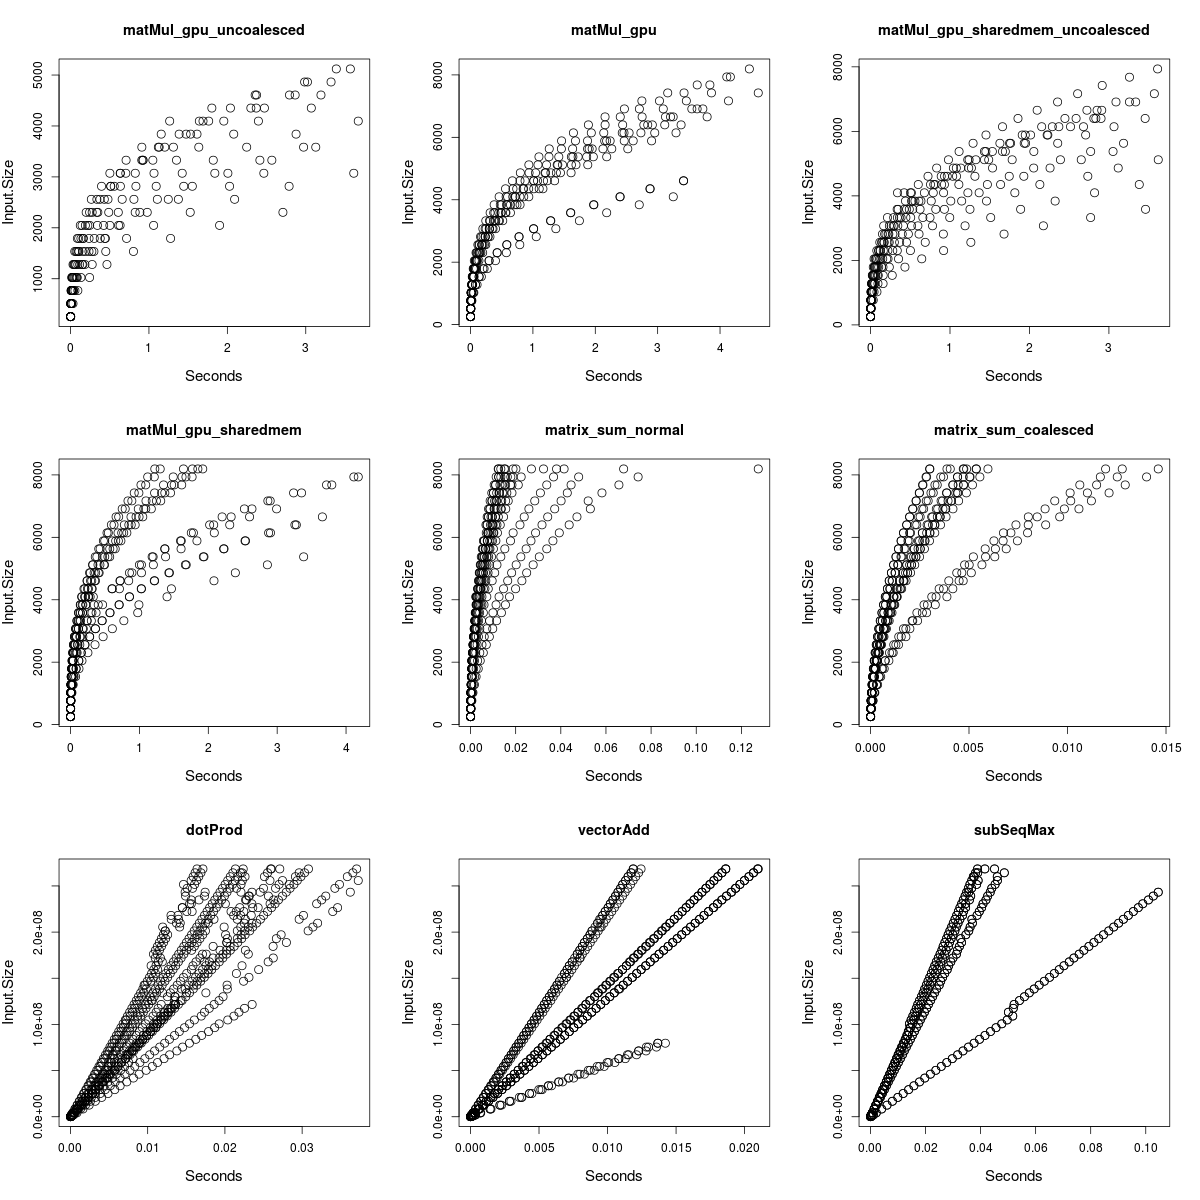 matMul_gpu_uncoalesced
Input.Size
5000
4000
3000
2000
1000
0 1 2 3
Seconds
matMul_gpu
Input.Size
8000
6000
4000
2000
0
0 1 2 3 4
Seconds
matMul_gpu_sharedmem_uncoalesced
Input.Size
8000
6000
4000
2000
0
0 1 2 3
Seconds
matMul_gpu_sharedmem
Input.Size
8000
6000
4000
2000
0
0 1 2 3 4
Seconds
matrix_sum_normal
Input.Size
8000
6000
4000
2000
0
0.00 0.02 0.04 0.06 0.08 0.10 0.12
Seconds
matrix_sum_coalesced
Input.Size
8000
6000
4000
2000
0
0.000 0.005 0.010 0.015
Seconds
dotProd
Input.Size
2.0e+08
1.0e+08
0.0e+00
0.00 0.01 0.02 0.03
Seconds
vectorAdd
Input.Size
2.0e+08
1.0e+08
0.0e+00
0.000 0.005 0.010 0.015 0.020
Seconds
subSeqMax
Input.Size
2.0e+08
1.0e+08
0.0e+00
0.00 0.02 0.04 0.06 0.08 0.10
Seconds